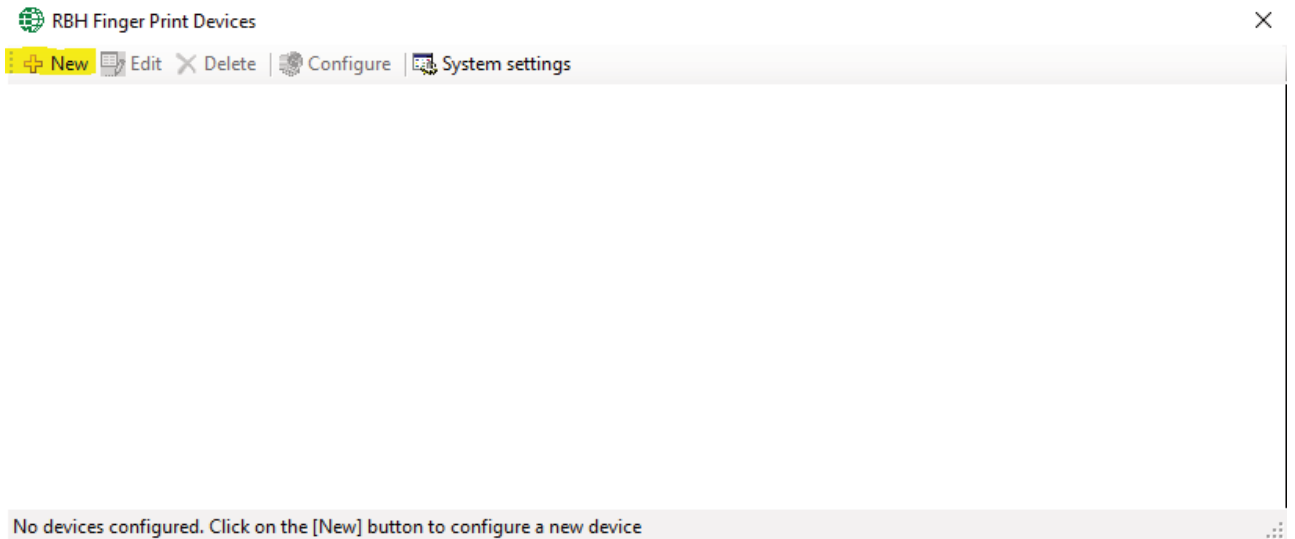 RBH Finger Print Devices
New Edit Delete Configure System settings
No devices configured. Click on the [New] button to configure a new device